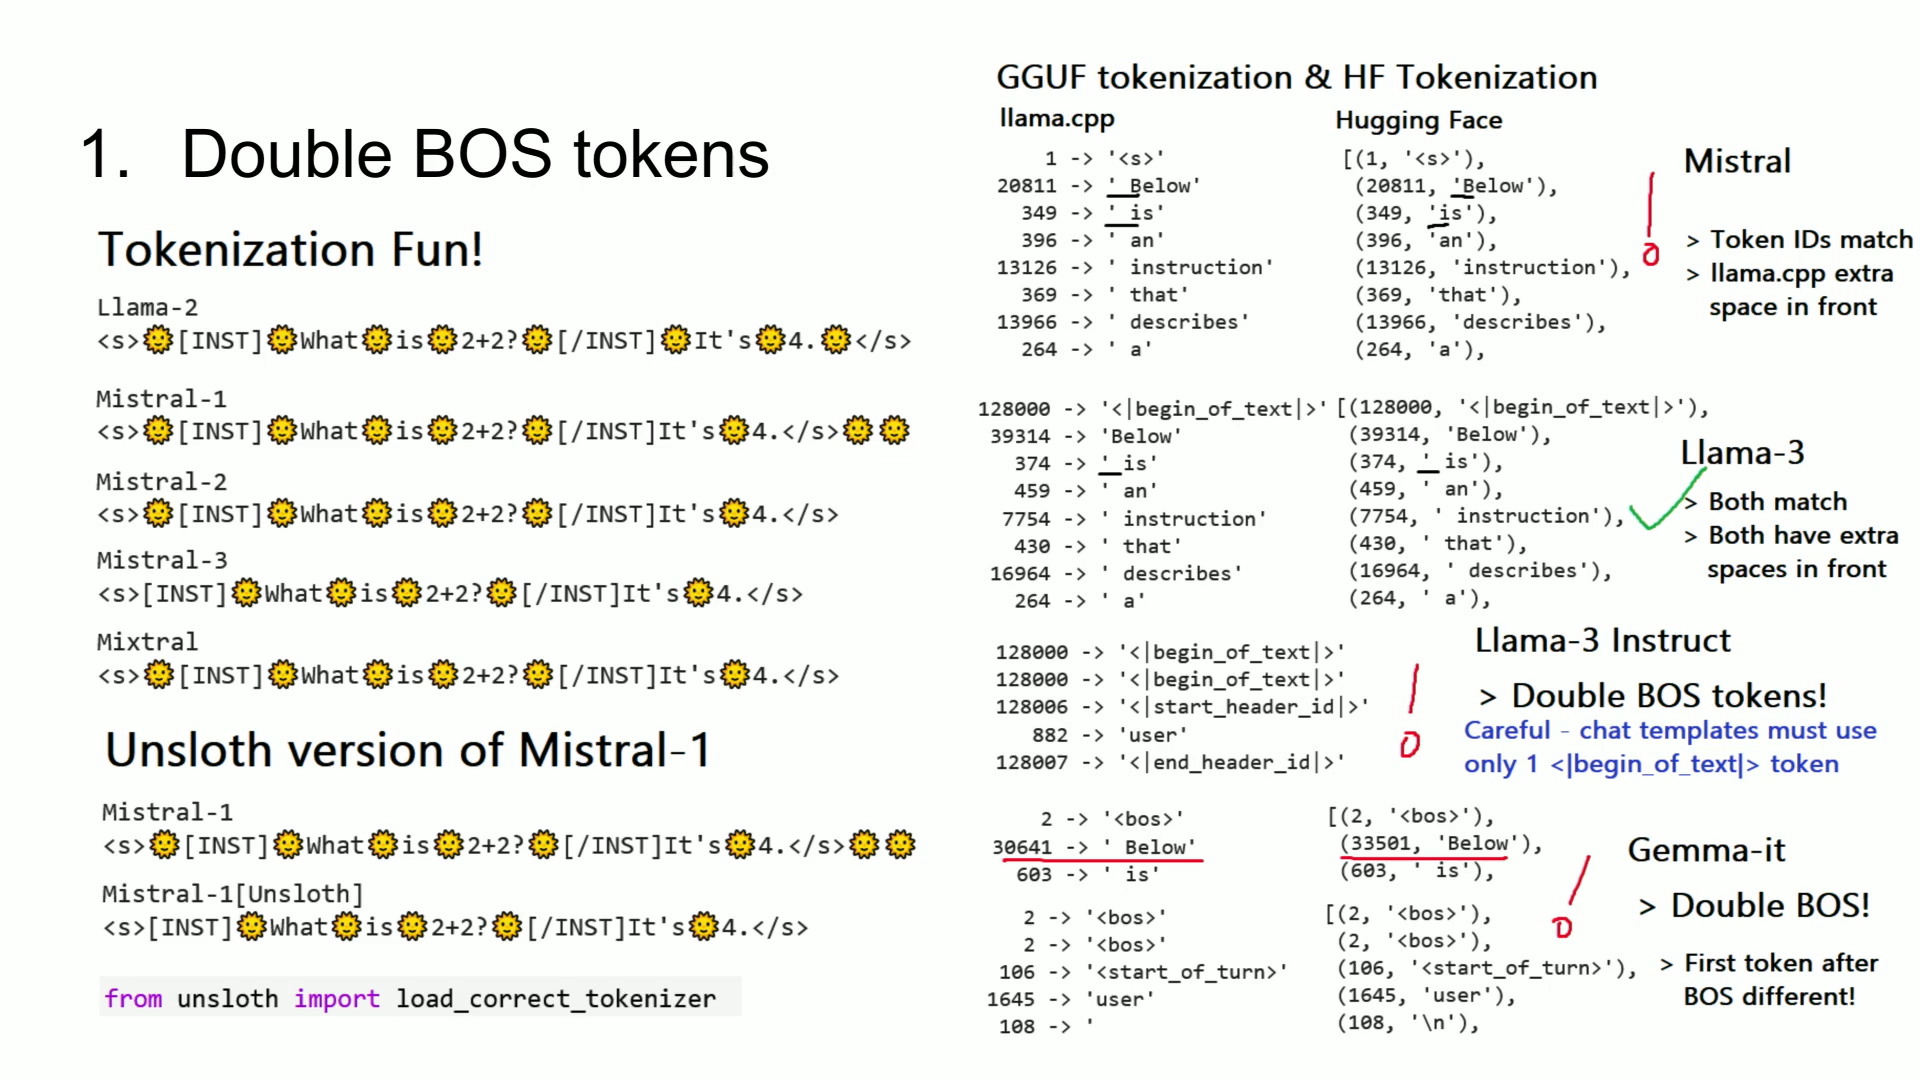 1. Double BOS tokens
Tokenization Fun!
Llama-2
<s>🌞[INST]🌞What🌞is🌞2+2?🌞[/INST]🌞It's🌞4.🌞</s>
Mistral-1
<s>🌞[INST]🌞What🌞is🌞2+2?🌞[/INST]It's🌞4.</s>🌞🌞
Mistral-2
<s>🌞[INST]🌞What🌞is🌞2+2?🌞[/INST]It's🌞4.</s>
Mistral-3
<s>[INST]🌞What🌞is🌞2+2?🌞[/INST]It's🌞4.</s>
Mixtral
<s>🌞[INST]🌞What🌞is🌞2+2?🌞[/INST]It's🌞4.</s>
Unsloth version of Mistral-1
Mistral-1
<s>🌞[INST]🌞What🌞is🌞2+2?🌞[/INST]It's🌞4.</s>🌞🌞
Mistral-1[Unsloth]
<s>[INST]🌞What🌞is🌞2+2?🌞[/INST]It's🌞4.</s>
from unsloth import load_correct_tokenizer
GGUF tokenization & HF Tokenization
llama.cpp
1 -> '<s>'
20811 -> ' Below'
349 -> ' is'
396 -> ' an'
13126 -> ' instruction'
369 -> ' that'
13966 -> ' describes'
264 -> ' a'
Hugging Face
[(1, '<s>'),
(20811, 'Below'),
(349, 'is'),
(396, 'an'),
(13126, 'instruction'),
(369, 'that'),
(13966, 'describes'),
(264, 'a'),
Mistral
> Token IDs match
> llama.cpp extra
space in front
128000 -> '<|begin_of_text|>'
39314 -> 'Below'
374 -> ' is'
459 -> ' an'
7754 -> ' instruction'
430 -> ' that'
16964 -> ' describes'
264 -> ' a'
[(128000, '<|begin_of_text|>'),
(39314, 'Below'),
(374, ' is'),
(459, ' an'),
(7754, ' instruction'),
(430, ' that'),
(16964, ' describes'),
(264, ' a'),
Llama-3
> Both match
> Both have extra
spaces in front
128000 -> '<|begin_of_text|>'
128000 -> '<|begin_of_text|>'
128006 -> '<|start_header_id|>'
882 -> 'user'
128007 -> '<|end_header_id|>'
Llama-3 Instruct
> Double BOS tokens!
Careful - chat templates must use
only 1 <|begin_of_text|> token
2 -> '<bos>'
30641 -> ' Below'
603 -> ' is'
[(2, '<bos>'),
(33501, 'Below'),
(603, ' is'),
2 -> '<bos>'
2 -> '<bos>'
106 -> '<start_of_turn>'
1645 -> 'user'
108 -> '
[(2, '<bos>'),
(2, '<bos>'),
(106, '<start_of_turn>'),
(1645, 'user'),
(108, '\n'),
Gemma-it
> Double BOS!
> First token after
BOS different!